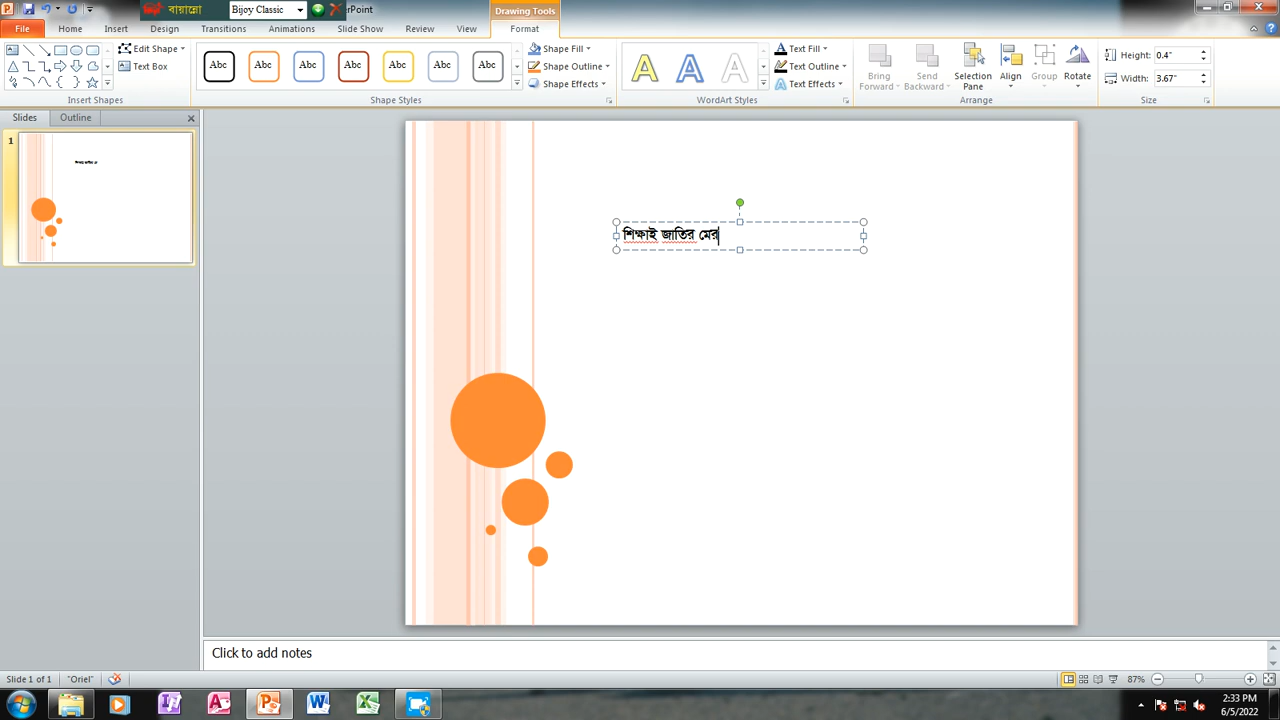 বায়ান্নো Bijoy Classic Point Drawing Tools
File Home Insert Design Transitions Animations Slide Show Review View Format
Edit Shape
Text Box
Insert Shapes
Abc Abc Abc Abc Abc Abc Abc
Shape Fill
Shape Outline
Shape Effects
Shape Styles
A A A
Text Fill
Text Outline
Text Effects
WordArt Styles
Bring Forward Send Backward Selection Pane Align Group Rotate
Arrange
Height: 0.4"
Width: 3.67"
Size
Slides Outline
1
শিক্ষাই জাতির মের
শিক্ষাই জাতির মের
Click to add notes
Slide 1 of 1 "Oriel" 87%
2:33 PM
6/5/2022